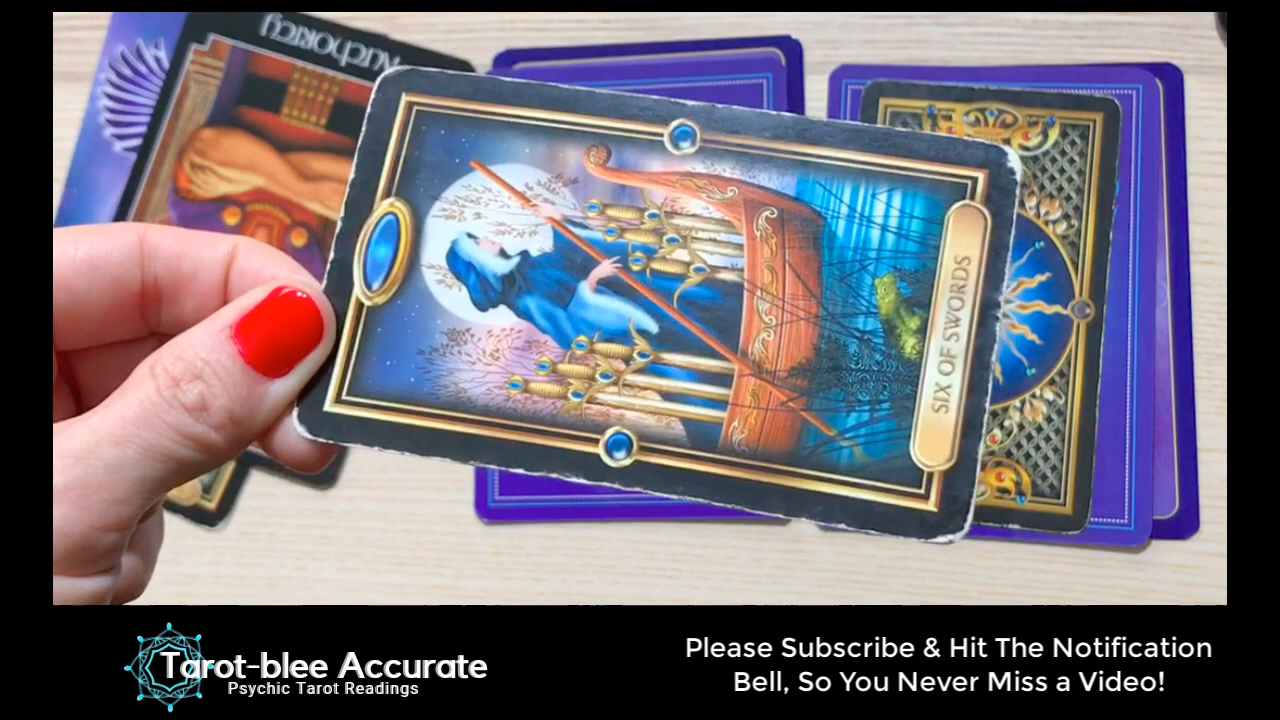 Authority
SIX OF SWORDS
Tarot-blee Accurate
Psychic Tarot Readings
Please Subscribe & Hit The Notification
Bell, So You Never Miss a Video!